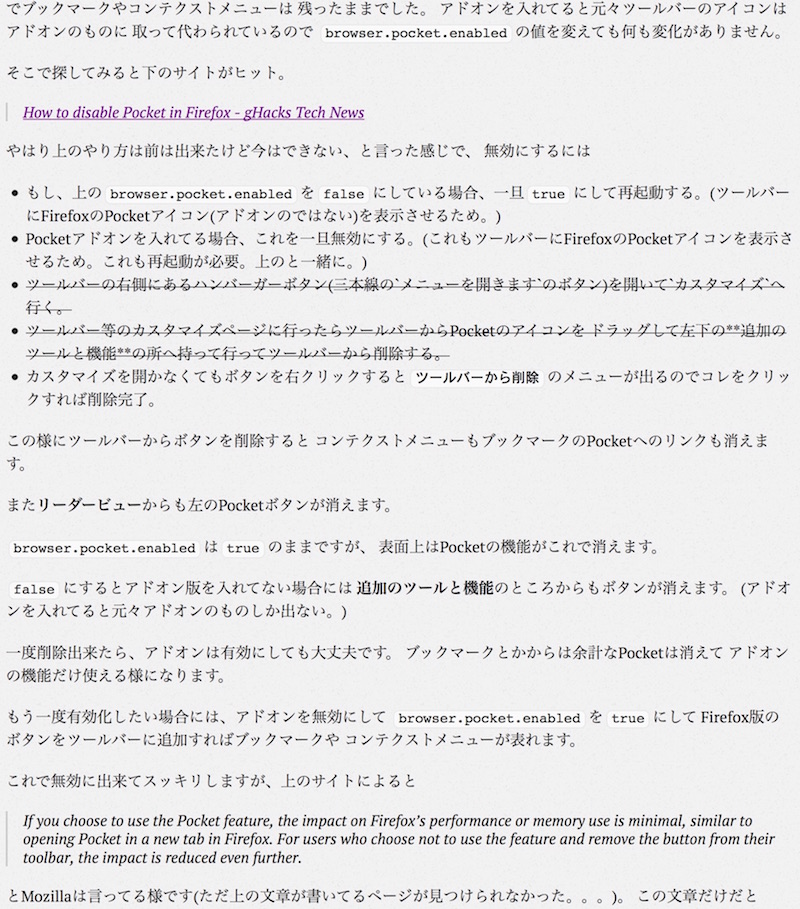 でブックマークやコンテクストメニューは 残ったままでした。 アドオンを入れてると元々ツールバーのアイコンは
アドオンのものに 取って代わられているので browser.pocket.enabled の値を変えても何も変化がありません。
そこで探してみると下のサイトがヒット。
How to disable Pocket in Firefox - gHacks Tech News
やはり上のやり方は前は出来たけど今はできない、と言った感じで、 無効にするには
• もし、上の browser.pocket.enabled を false にしている場合、一旦 true にして再起動する。(ツールバー
にFirefoxのPocketアイコン(アドオンのではない)を表示させるため。)
• Pocketアドオンを入れてる場合、これを一旦無効にする。(これもツールバーにFirefoxのPocketアイコンを表示さ
せるため。これも再起動が必要。上のと一緒に。)
• ツールバーの右側にあるハンバーガーボタン(三本線の`メニューを開きます`のボタン)を開いて`カスタマイズ`へ
行く。
• ツールバー等のカスタマイズページに行ったらツールバーからPocketのアイコンを ドラッグして左下の**追加の
ツールと機能**の所へ持って行ってツールバーから削除する。
• カスタマイズを開かなくてもボタンを右クリックすると ツールバーから削除 のメニューが出るのでコレをクリッ
クすれば削除完了。
この様にツールバーからボタンを削除すると コンテクストメニューもブックマークのPocketへのリンクも消えま
す。
またリーダービューからも左のPocketボタンが消えます。
browser.pocket.enabled は true のままですが、 表面上はPocketの機能がこれで消えます。
false にするとアドオン版を入れてない場合には 追加のツールと機能のところからもボタンが消えます。 (アドオ
ンを入れてると元々アドオンのものしか出ない。)
一度削除出来たら、アドオンは有効にしても大丈夫です。 ブックマークとかからは余計なPocketは消えて アドオン
の機能だけ使える様になります。
もう一度有効化したい場合には、アドオンを無効にして browser.pocket.enabled を true にして Firefox版の
ボタンをツールバーに追加すればブックマークや コンテクストメニューが表れます。
これで無効に出来てスッキリしますが、上のサイトによると
If you choose to use the Pocket feature, the impact on Firefox's performance or memory use is minimal, similar to
opening Pocket in a new tab in Firefox. For users who choose not to use the feature and remove the button from their
toolbar, the impact is reduced even further.
とMozillaは言ってる様です(ただ上の文章が書いてるページが見つけられなかった。。。)。 この文章だけだと